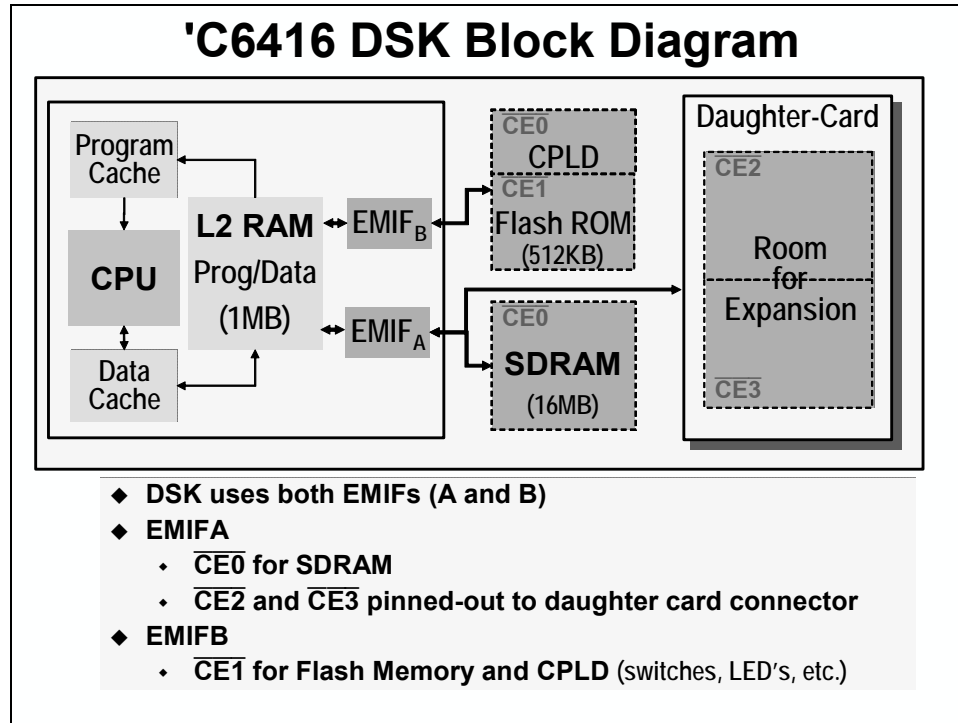 'C6416 DSK Block Diagram
Program
Cache
CPU
Data
Cache
L2 RAM
Prog/Data
(1MB)
EMIFB
EMIFA
CE0
CPLD
CE1
Flash ROM
(512KB)
CE0
SDRAM
(16MB)
Daughter-Card
CE2
Room
for
Expansion
CE3
◆ DSK uses both EMIFs (A and B)
◆ EMIFA
◆ CE0 for SDRAM
◆ CE2 and CE3 pinned-out to daughter card connector
◆ EMIFB
◆ CE1 for Flash Memory and CPLD (switches, LED's, etc.)